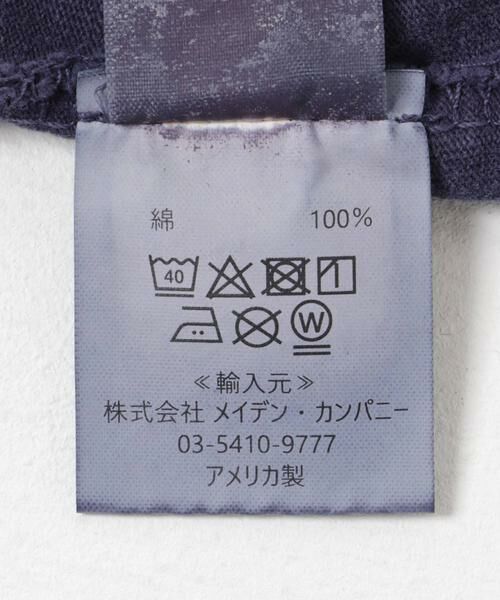 綿 100%
40
W
≪輸入元≫
株式会社 メイデン・カンパニー
03-5410-9777
アメリカ製